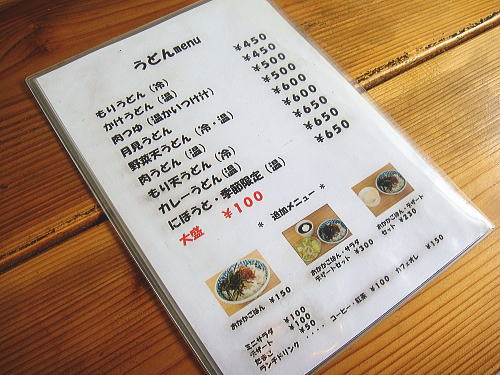 うどんmenu
もりうどん（冷） ¥450
かけうどん（温） ¥450
肉つゆ（温かいつけ汁） ¥500
月見うどん ¥500
野菜天うどん（冷・温） ¥600
肉うどん（温） ¥600
もり天うどん（冷） ¥650
カレーうどん（温） ¥650
にほうと・季節限定（温） ¥650
大盛 ¥100
* 追加メニュー *
おかかごはん ¥150
おかかごはん・サラダ
デザートセット ¥300
おかかごはん・デザート
セット ¥230
ミニサラダ ¥100
デザート ¥100
たまご ¥50
ランチドリンク ････ コーヒー・紅茶 ¥100 カフェオレ ¥150